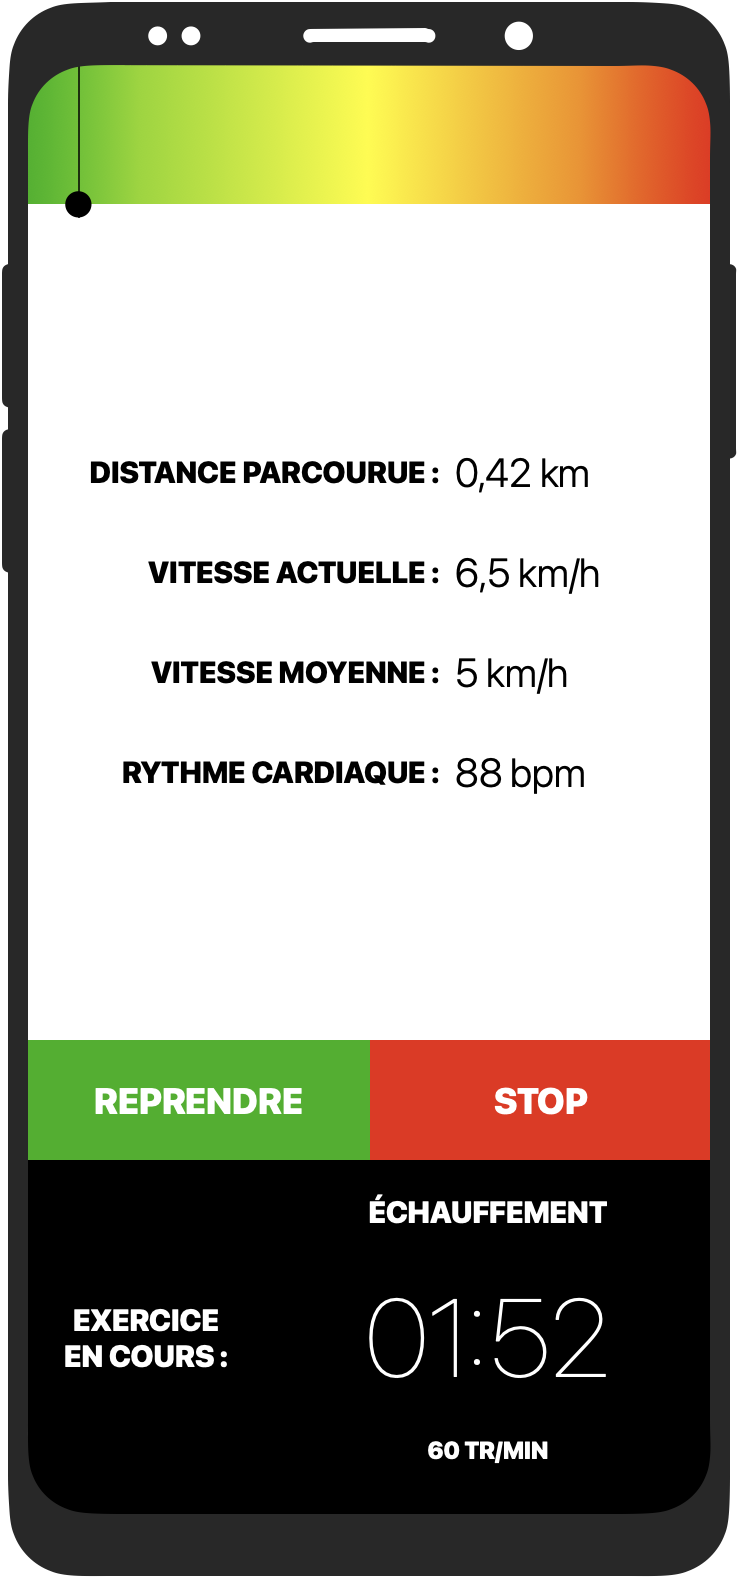 DISTANCE PARCOURUE : 0,42 km
VITESSE ACTUELLE : 6,5 km/h
VITESSE MOYENNE : 5 km/h
RYTHME CARDIAQUE : 88 bpm
REPRENDRE STOP
ÉCHAUFFEMENT
EXERCICE
EN COURS :
01:52
60 TR/MIN